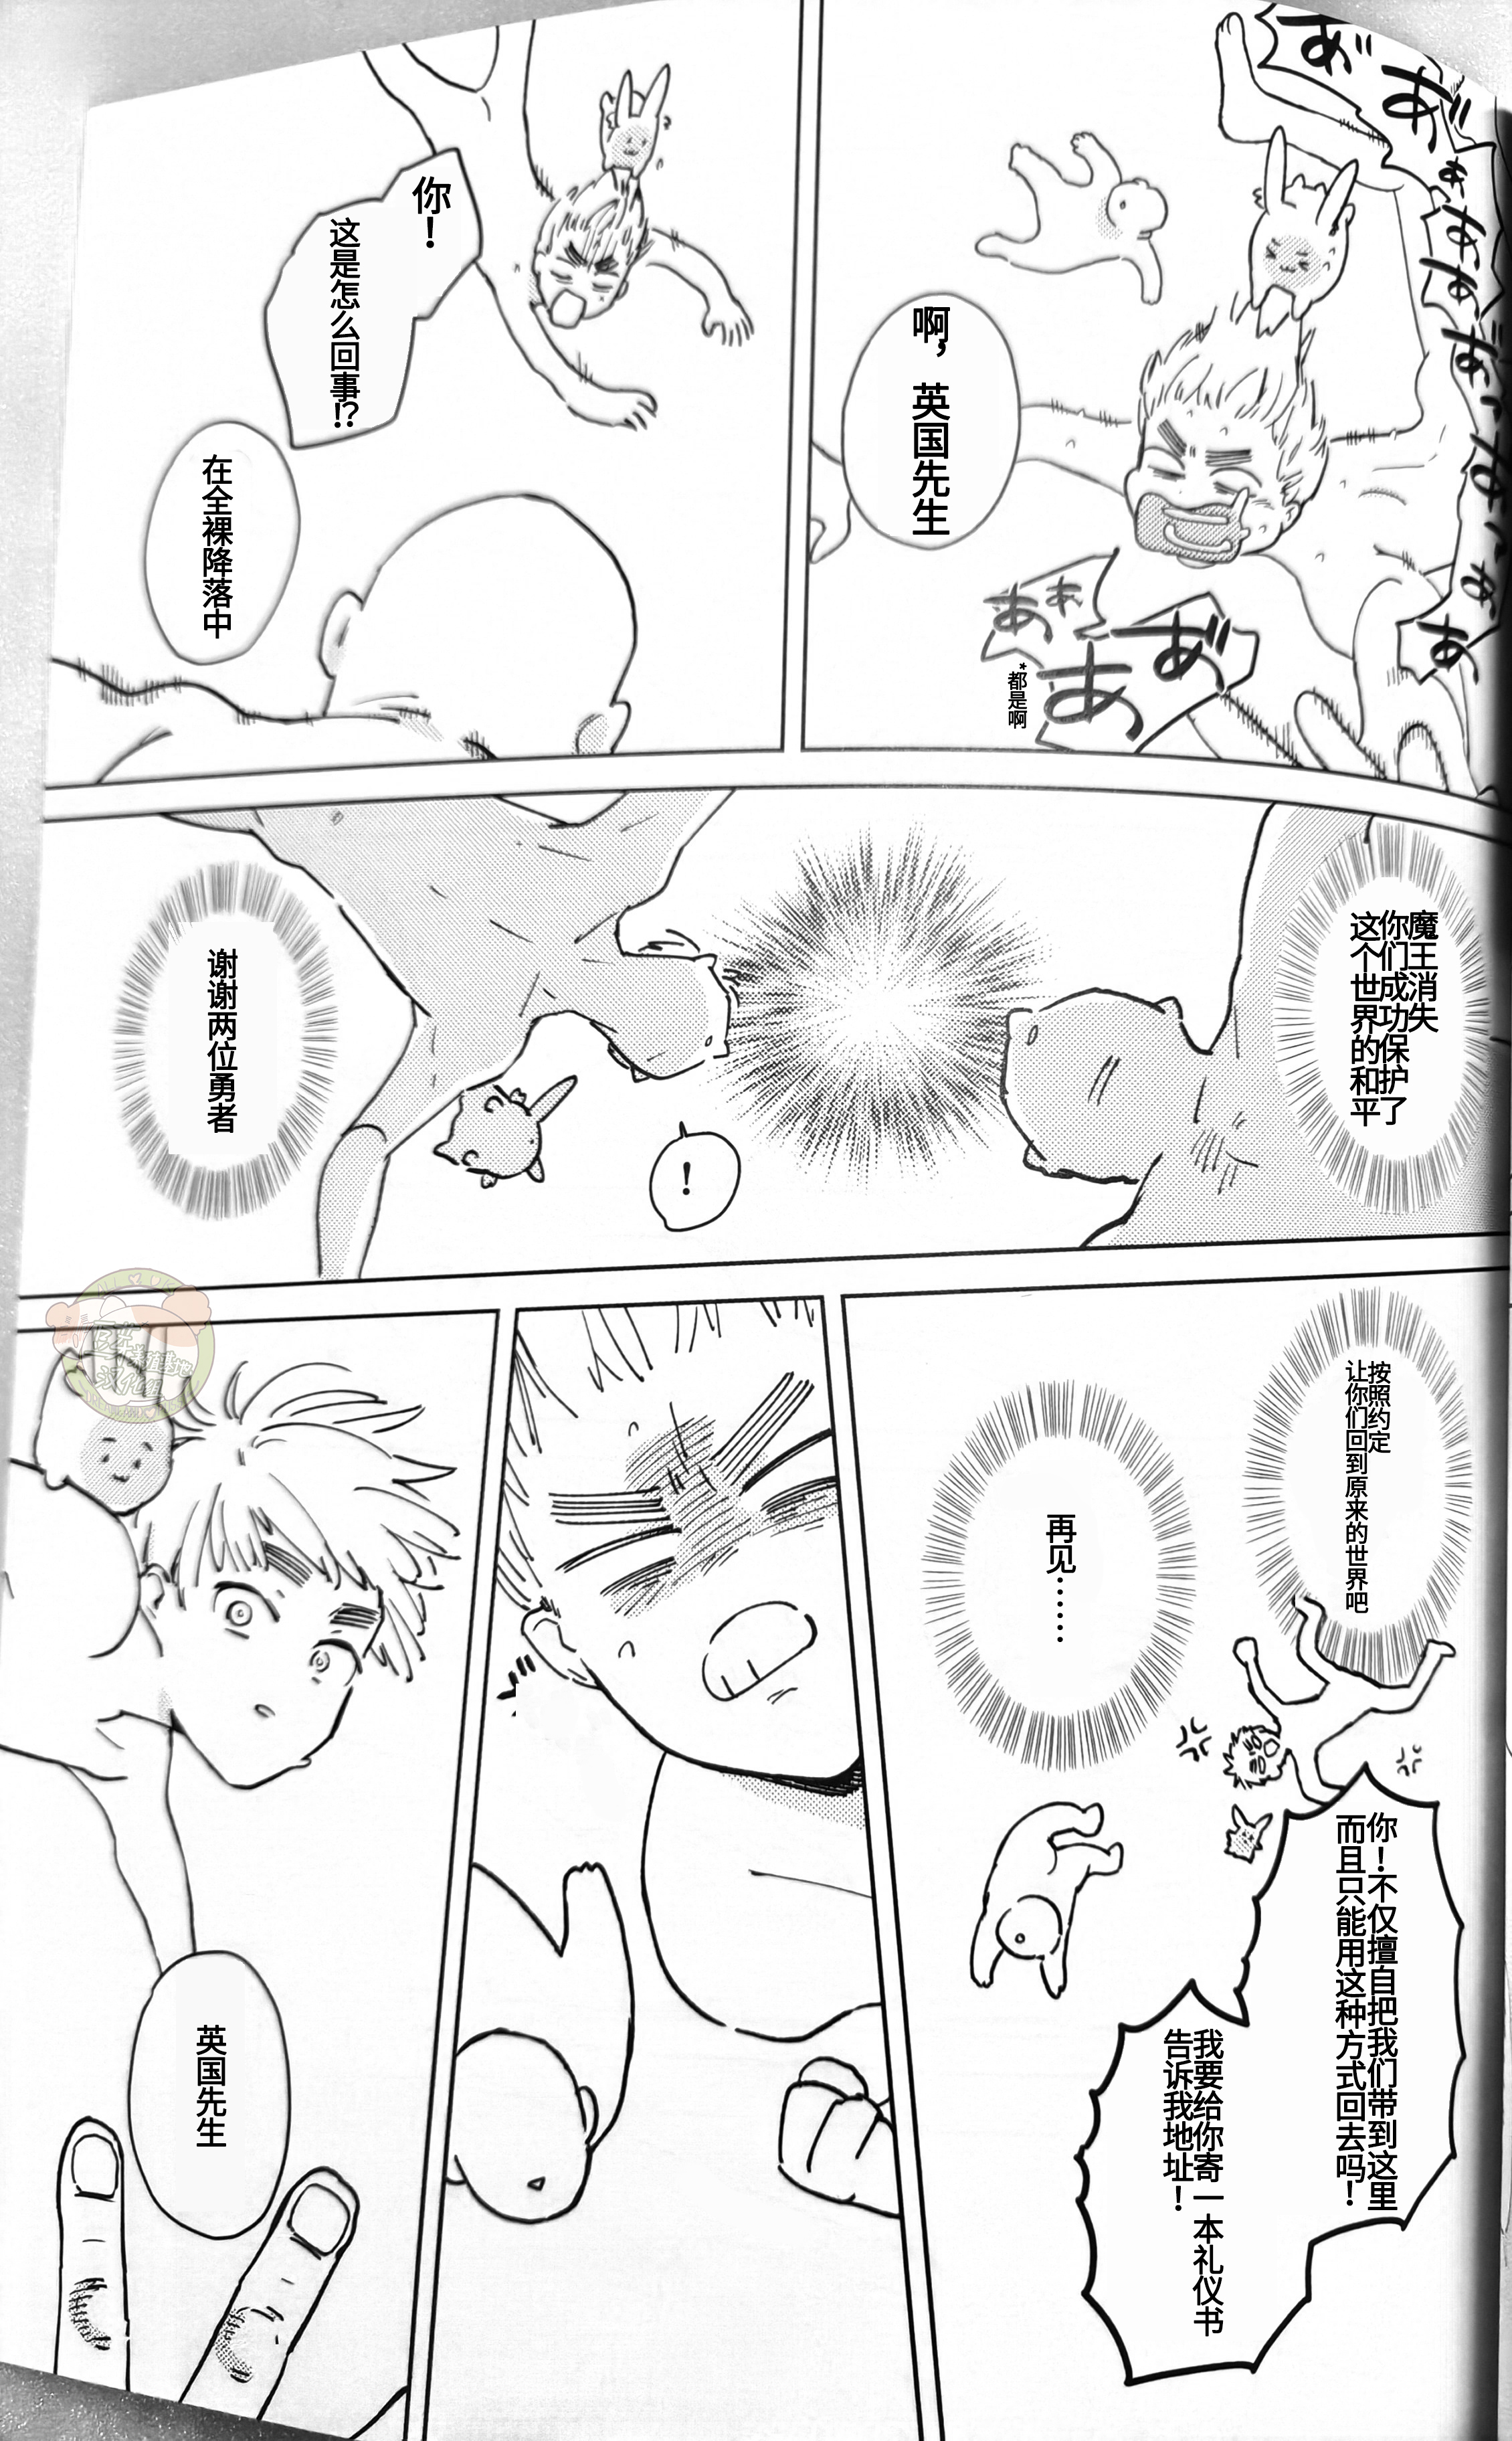 啊,英国先生
*都是啊
あ゛
あ゛
あ
あ゛
あ゛
あ゛
あ
あ
あ゛
あ
你!
这是怎么回事!?
在全裸降落中
魔王消失
你们成功保护了
这个世界的和平
!
谢谢两位勇者
按照约定
让你们回到原来的世界吧
再见……
你!不仅擅自把我们带到这里
而且只能用这种方式回去吗!
我要给你寄一本礼仪书
告诉我地址!
英国先生
汉化组